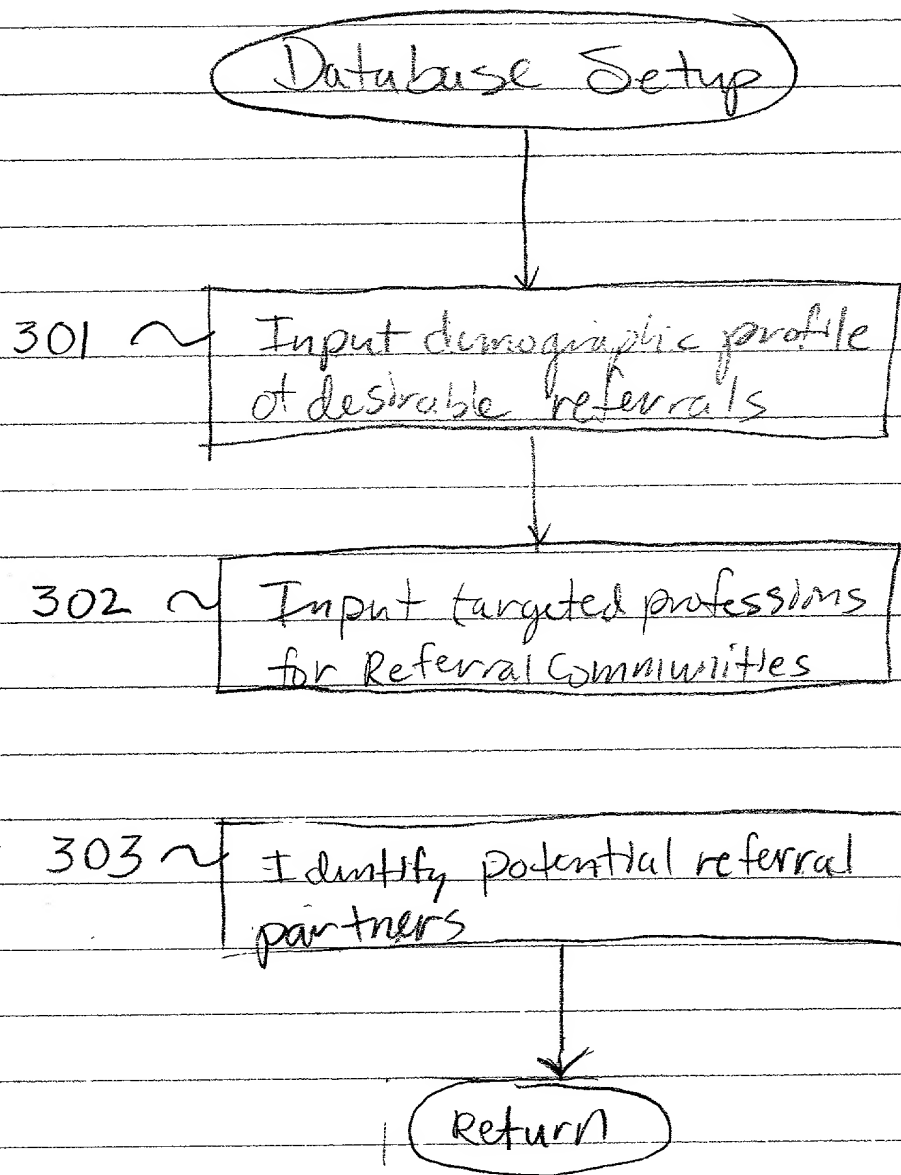 Database Setup
301 Input demographic profile
of desirable referrals
302 Input targeted professions
for Referral Communities
303 Identify potential referral
partners
Return